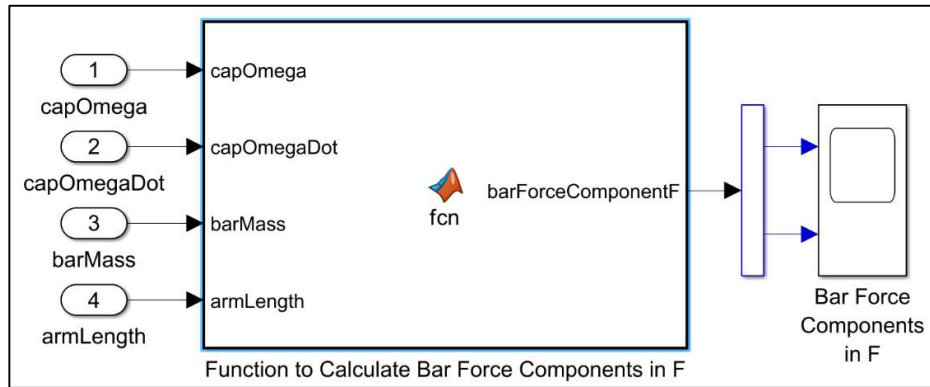 1
capOmega
2
capOmegaDot
3
barMass
4
armLength
capOmega
capOmegaDot
barMass
armLength
fcn
barForceComponentF
Function to Calculate Bar Force Components in F
Bar Force
Components
in F